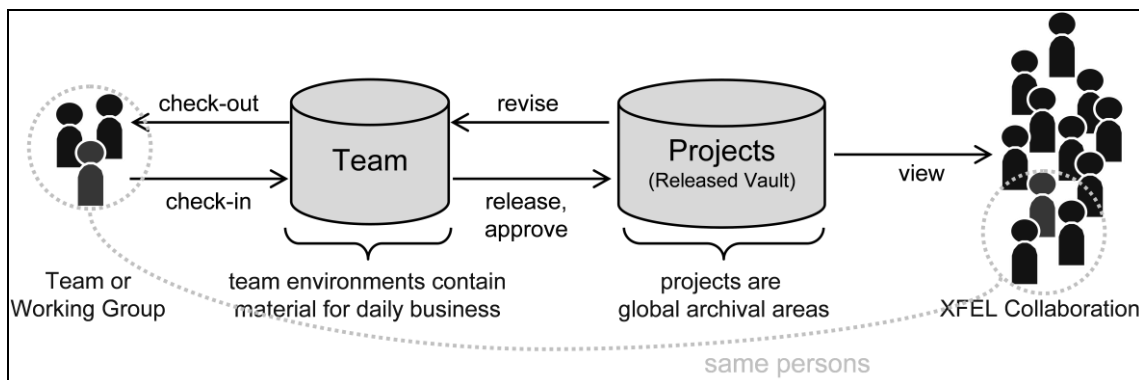 check-out
revise
Team
Projects
(Released Vault)
view
check-in
release,
approve
Team or
Working Group
team environments contain
material for daily business
projects are
global archival areas
XFEL Collaboration
same persons